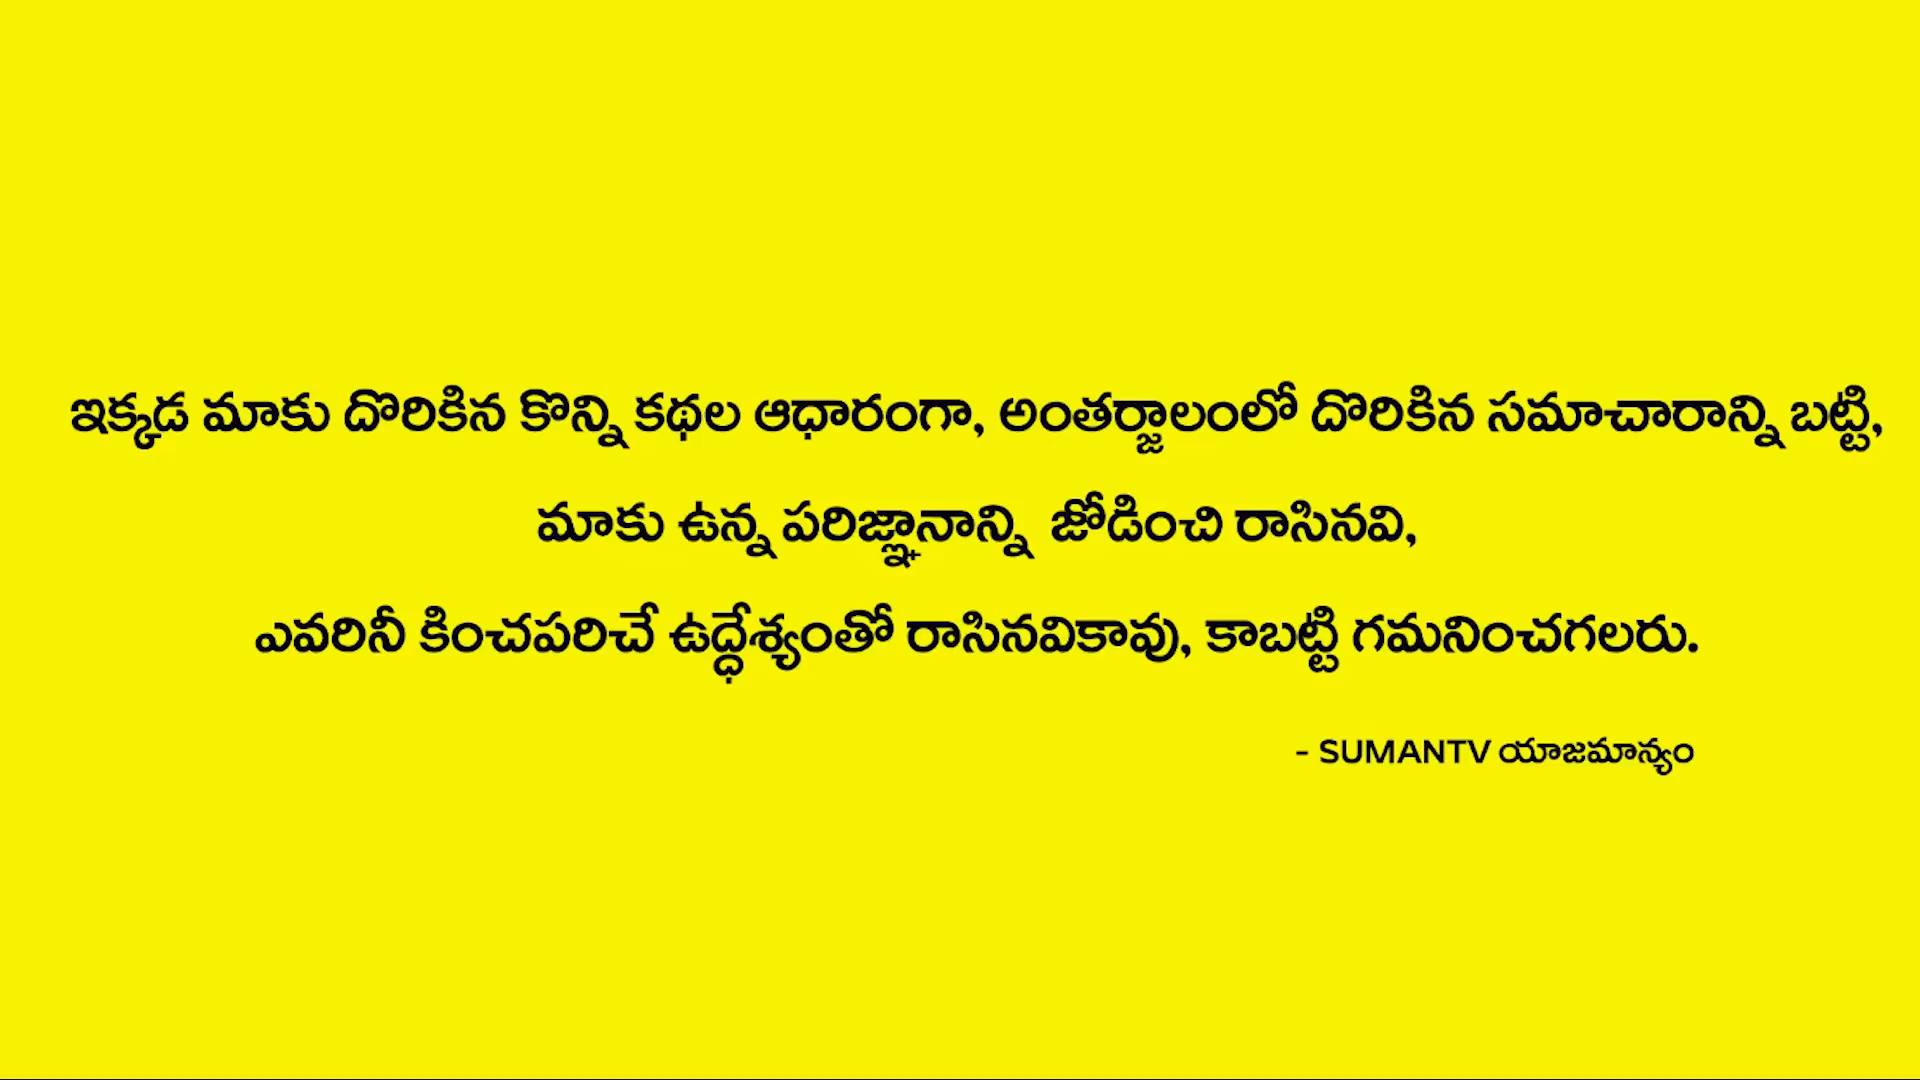 ఇక్కడ మాకు దొరికిన కొన్ని కథల ఆధారంగా, అంతర్జాలంలో దొరికిన సమాచారాన్ని బట్టి,
మాకు ఉన్న పరిజ్ఞానాన్ని జోడించి రాసినవి,
ఎవరినీ కించపరిచే ఉద్ధేశ్యంతో రాసినవికావు, కాబట్టి గమనించగలరు.
- SUMANTV యాజమాన్యం